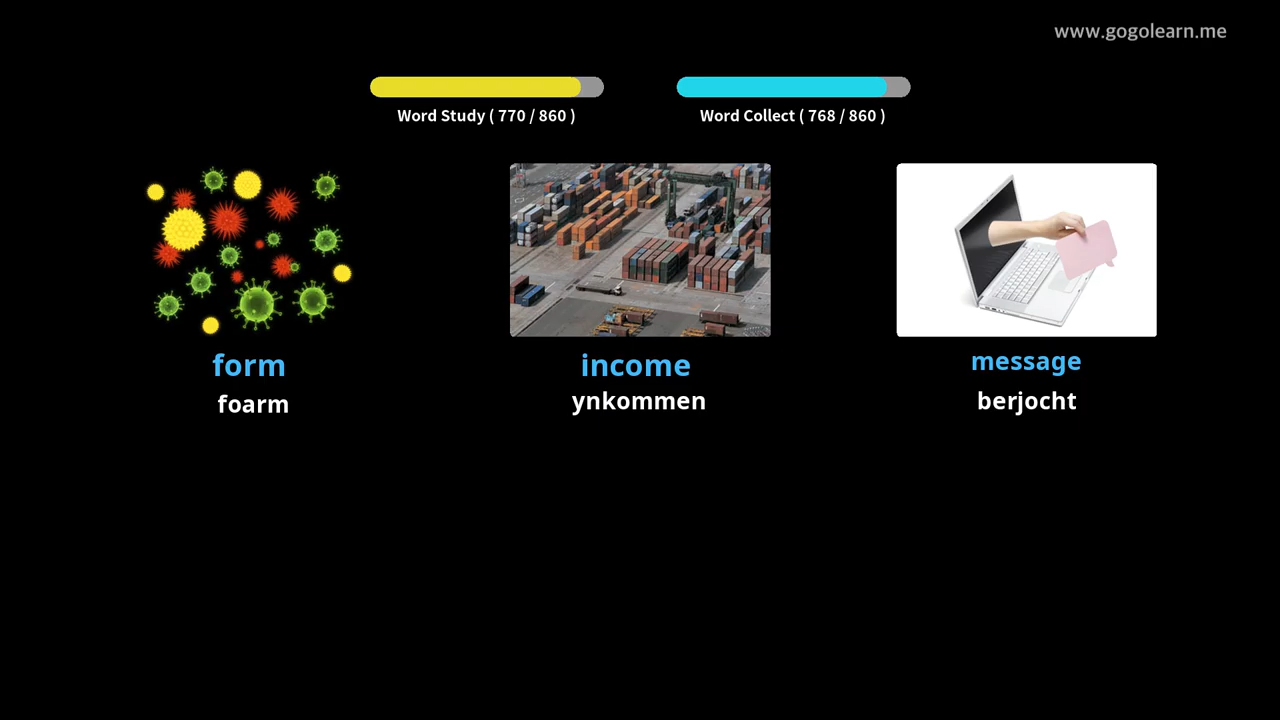 www.gogolearn.me
Word Study ( 770 / 860 )
Word Collect ( 768 / 860 )
form
foarm
income
ynkommen
message
berjocht